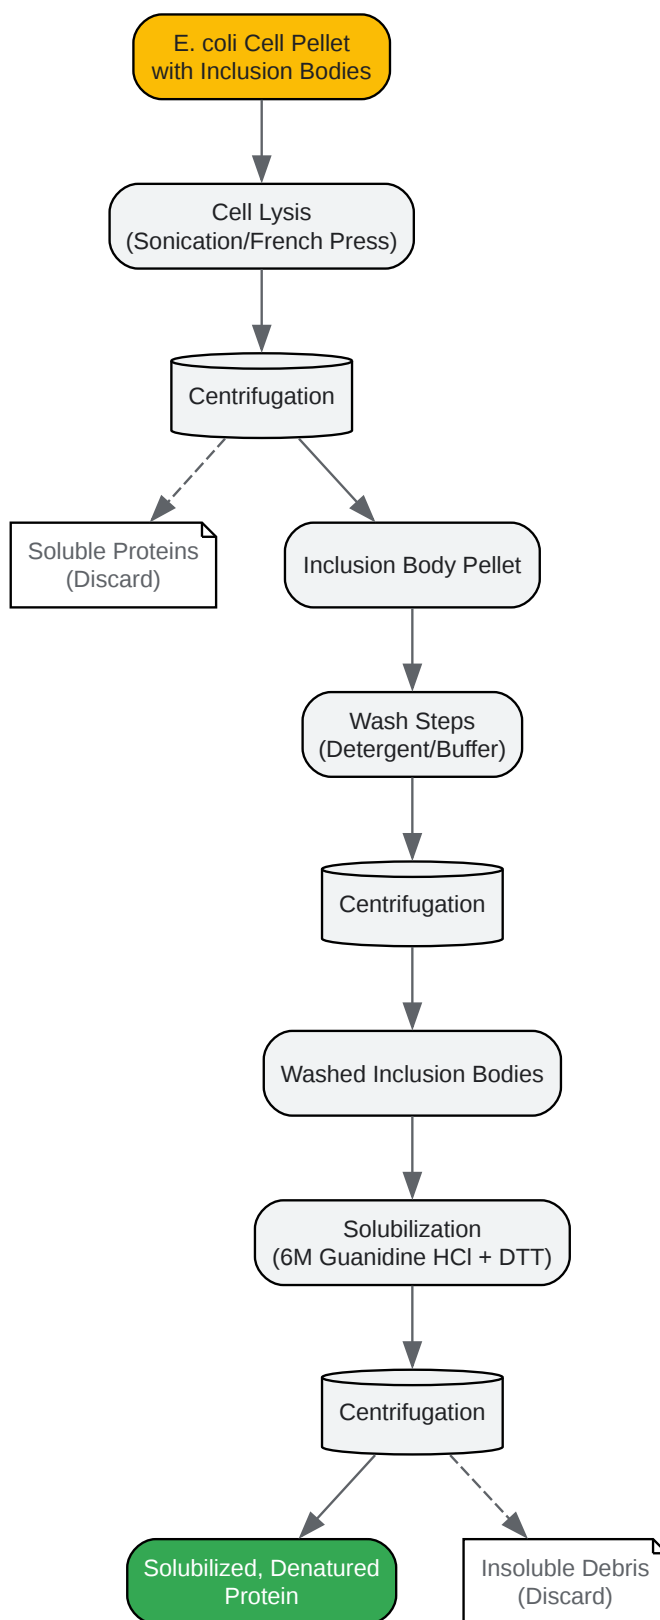 E. coli Cell Pellet
with Inclusion Bodies
Cell Lysis
(Sonication/French Press)
Centrifugation
Soluble Proteins
(Discard)
Inclusion Body Pellet
Wash Steps
(Detergent/Buffer)
Centrifugation
Washed Inclusion Bodies
Solubilization
(6M Guanidine HCl + DTT)
Centrifugation
Solubilized, Denatured
Protein
Insoluble Debris
(Discard)